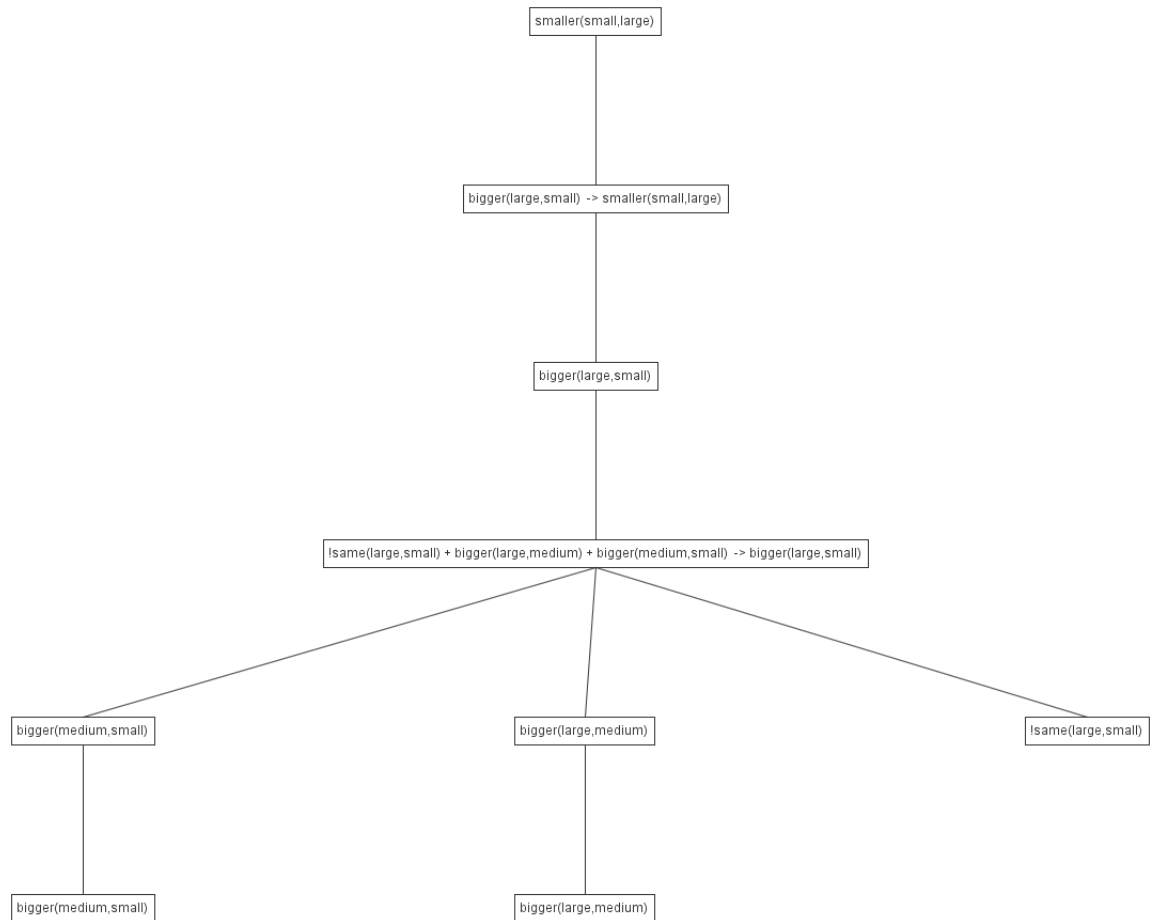 smaller(small,large)
bigger(large,small) -> smaller(small,large)
bigger(large,small)
!same(large,small) + bigger(large,medium) + bigger(medium,small) -> bigger(large,small)
bigger(medium,small)
bigger(large,medium)
!same(large,small)
bigger(medium,small)
bigger(large,medium)